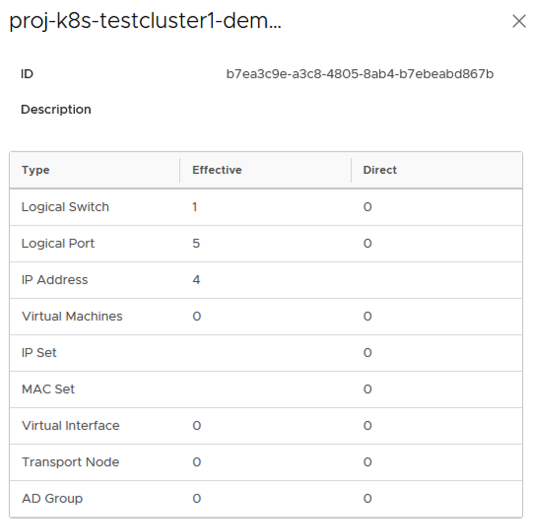 proj-k8s-testcluster1-dem...
ID b7ea3c9e-a3c8-4805-8ab4-b7ebeabd867b
Description
Type Effective Direct
Logical Switch 1 0
Logical Port 5 0
IP Address 4
Virtual Machines 0 0
IP Set 0
MAC Set 0
Virtual Interface 0 0
Transport Node 0 0
AD Group 0 0